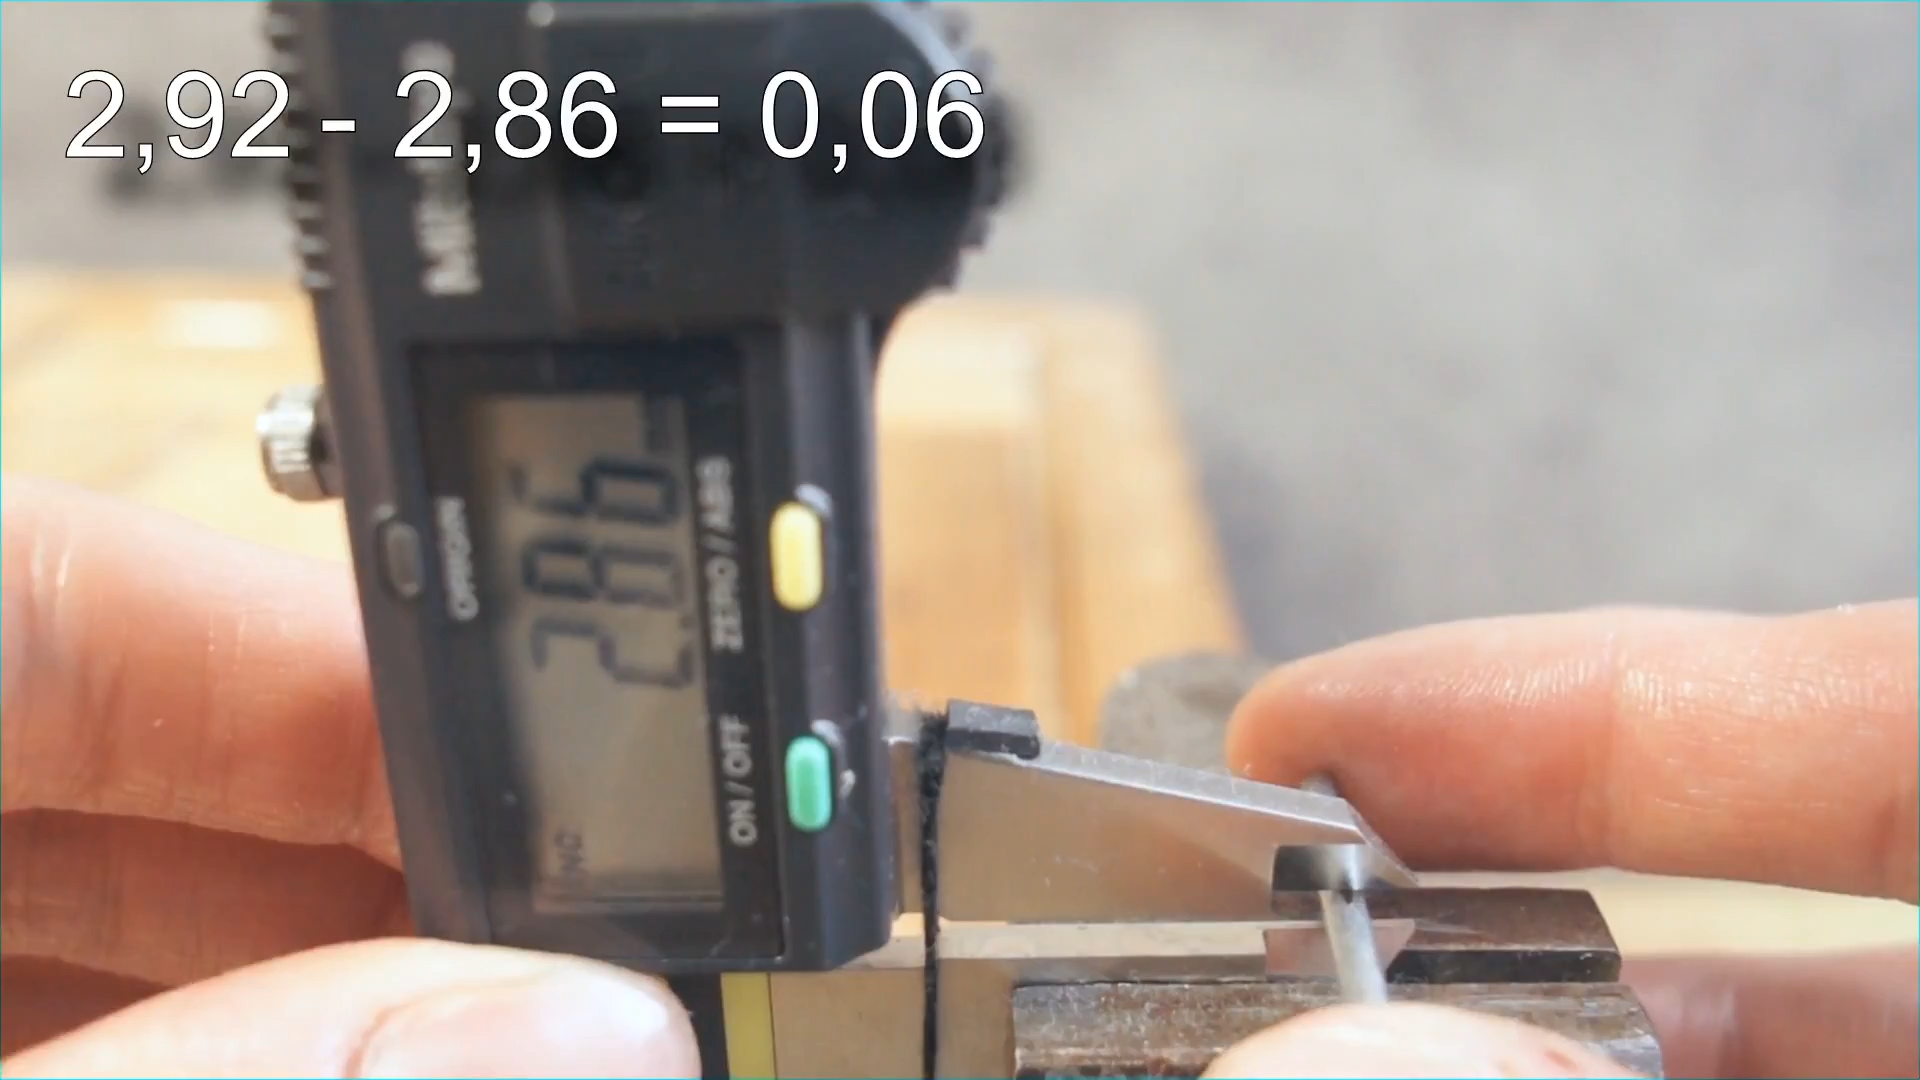 2,92 - 2,86 = 0,06
ORIGIN
2.86
ZERO / ABS
ON / OFF